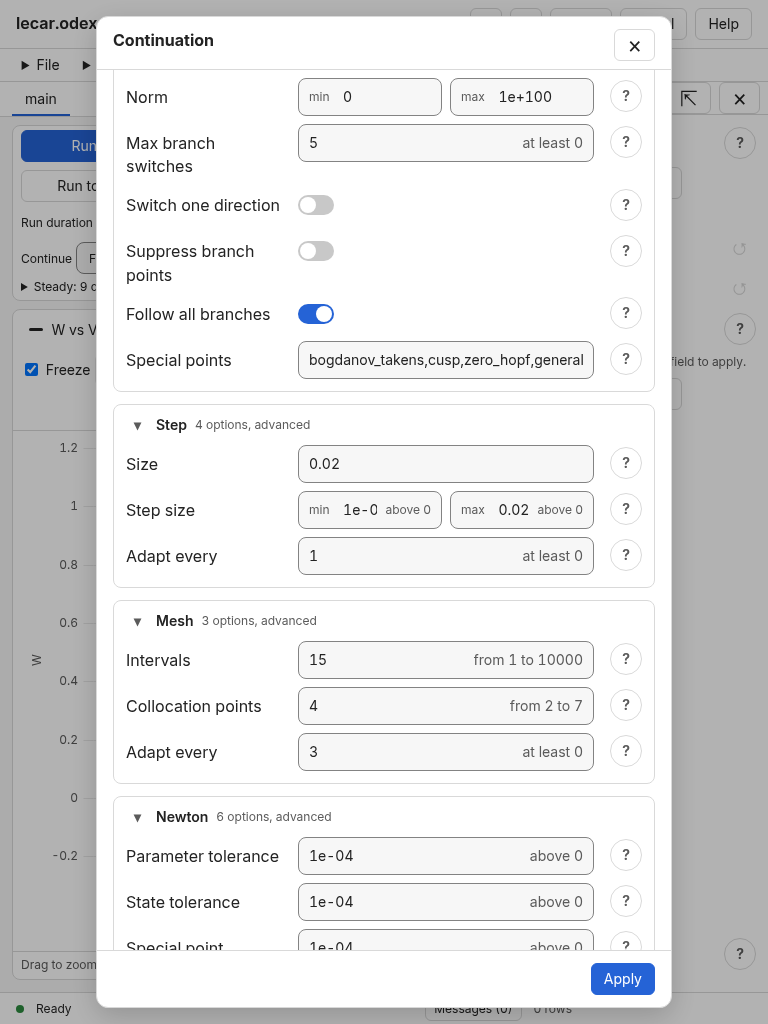 lecar.odex
Help
Continuation
×
▶ File
main
×
Run
Run to
Run duration
Continue
Steady: 9 c
W vs V
Freeze
field to apply.
Norm
min 0
max 1e+100
?
Max branch switches
5
at least 0
?
Switch one direction
?
Suppress branch points
?
Follow all branches
?
Special points
bogdanov_takens,cusp,zero_hopf,general
?
▼ Step 4 options, advanced
Size
0.02
?
Step size
min 1e-0 above 0
max 0.02 above 0
?
Adapt every
1
at least 0
?
▼ Mesh 3 options, advanced
Intervals
15
from 1 to 10000
?
Collocation points
4
from 2 to 7
?
Adapt every
3
at least 0
?
▼ Newton 6 options, advanced
Parameter tolerance
1e-04
above 0
?
State tolerance
1e-04
above 0
?
Special point
1e-04
above 0
?
Apply
1.2
1
0.8
0.6
W
0.4
0.2
0
-0.2
Drag to zoom
?
Ready
Messages (0)
0 rows